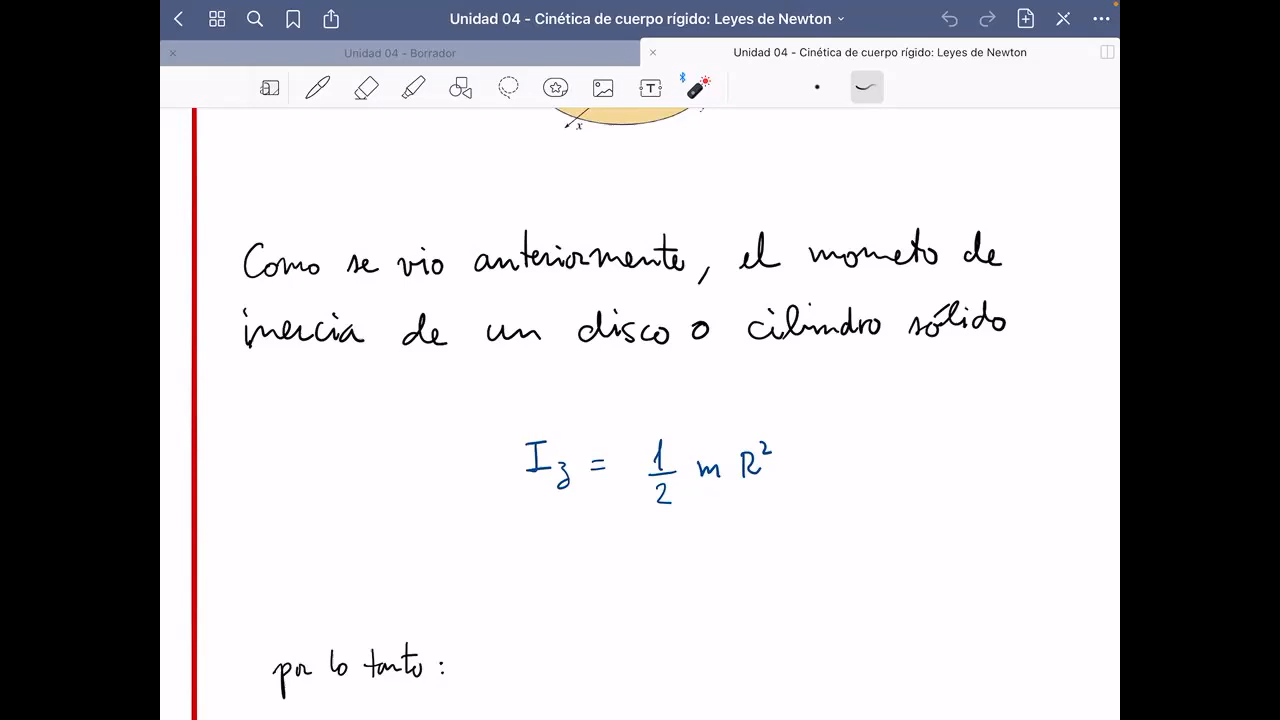 Unidad 04 - Cinética de cuerpo rígido: Leyes de Newton
Unidad 04 - Borrador
Unidad 04 - Cinética de cuerpo rígido: Leyes de Newton
T
x
Como se vio anteriormente, el mometo de
inercia de un disco o cilindro sólido
I_z = 1/2 m R²
por lo tanto: